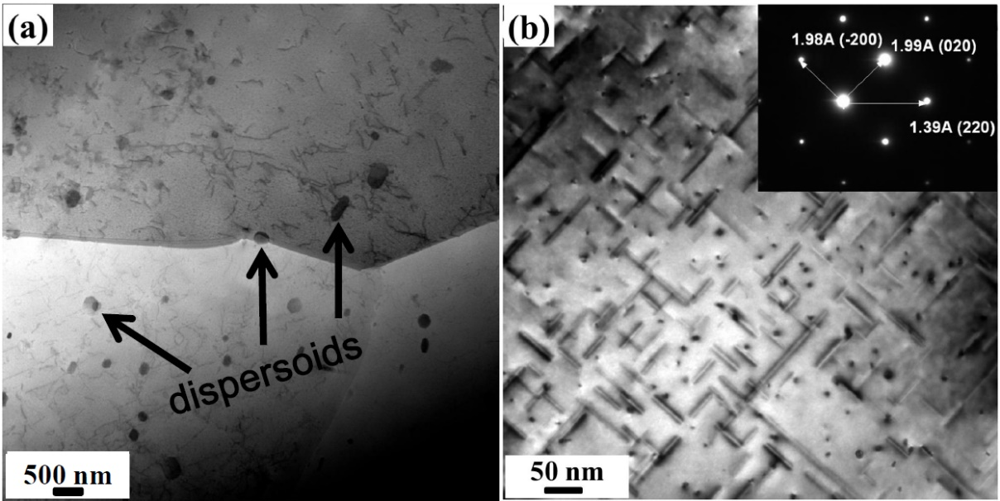 (a)
dispersoids
500 nm
(b)
1.98A (-200)
1.99A (020)
1.39A (220)
50 nm